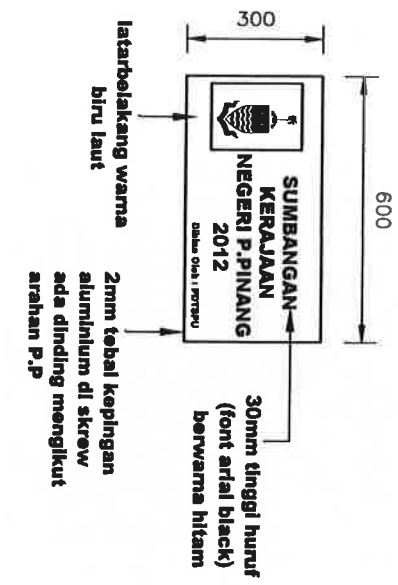 600
300
SUMBANGAN
KERAJAAN
NEGERI P.PINANG
2012
Dibina Oleh : PDTSPU
30mm tinggi huruf
(font arial black)
berwarna hitam
latarbelakang warna
biru laut
2mm tebal kepingan
aluminium di skrew
ada dinding mengikut
arahan P.P